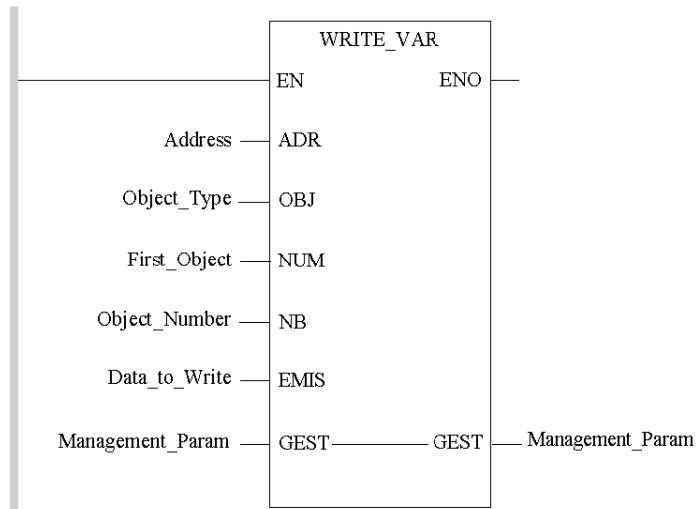 WRITE_VAR
EN ENO
Address ADR
Object_Type OBJ
First_Object NUM
Object_Number NB
Data_to_Write EMIS
Management_Param GEST GEST Management_Param